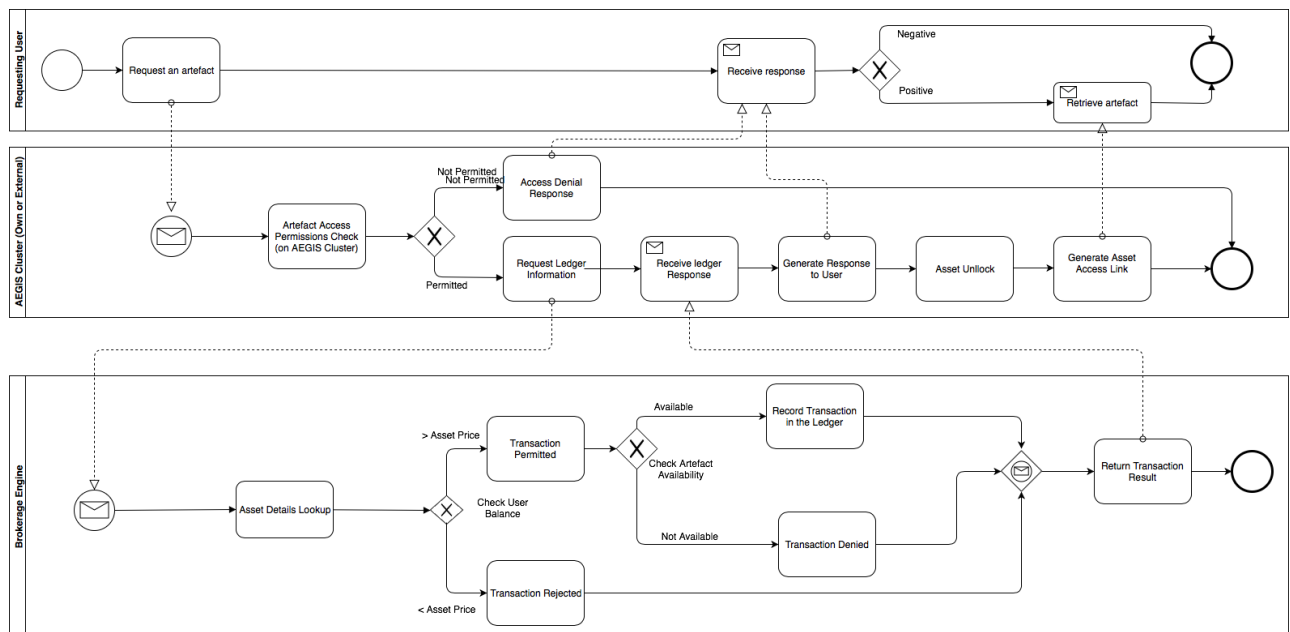 Requesting User
Request an artefact
Receive response
Negative
Positive
Retrieve artefact
AEGIS Cluster (Own or External)
Artefact Access
Permissions Check
(on AEGIS Cluster)
Not Permitted
Not Permitted
Permitted
Access Denial
Response
Request Ledger
Information
Receive ledger
Response
Generate Response
to User
Asset Unllock
Generate Asset
Access Link
Brokerage Engine
Asset Details Lookup
> Asset Price
Check User
Balance
< Asset Price
Transaction
Permitted
Transaction Rejected
Available
Check Artefact
Availability
Not Available
Record Transaction
in the Ledger
Transaction Denied
Return Transaction
Result